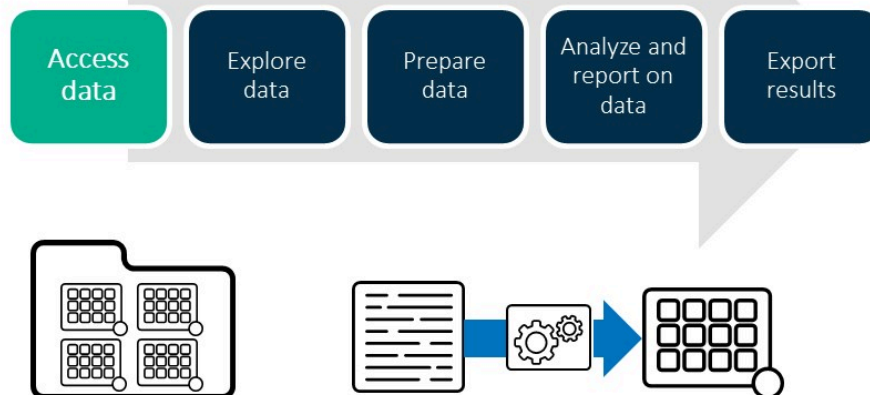 Access
data
Explore
data
Prepare
data
Analyze and
report on
data
Export
results